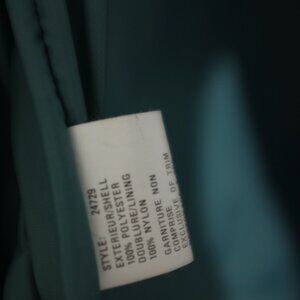 STYLE: 24729
EXTERIEUR/SHELL
100% POLYESTER
DOUBLURE/LINING
100% NYLON
GARNITURE NON
COMPRISE
EXCLUSIVE OF TRIM